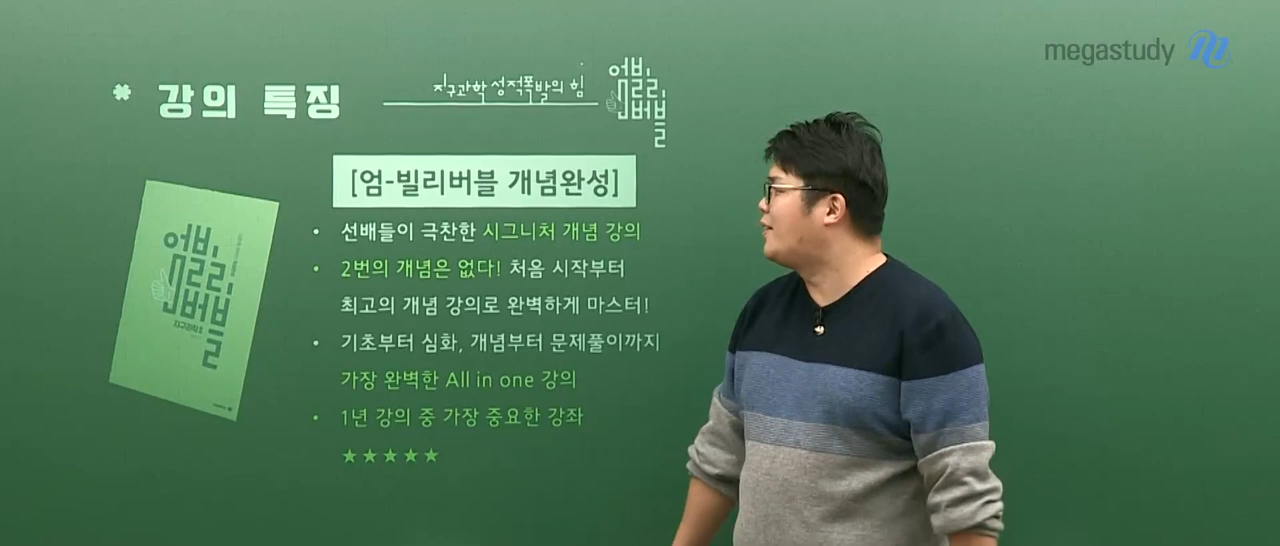 megastudy
* 강의 특징
지구과학 성적폭발의 힘
엄빌리버블
[엄-빌리버블 개념완성]
엄빌리버블
지구과학 II
• 선배들이 극찬한 시그니처 개념 강의
• 2번의 개념은 없다! 처음 시작부터
최고의 개념 강의로 완벽하게 마스터!
• 기초부터 심화, 개념부터 문제풀이까지
가장 완벽한 All in one 강의
• 1년 강의 중 가장 중요한 강좌
★★★★★